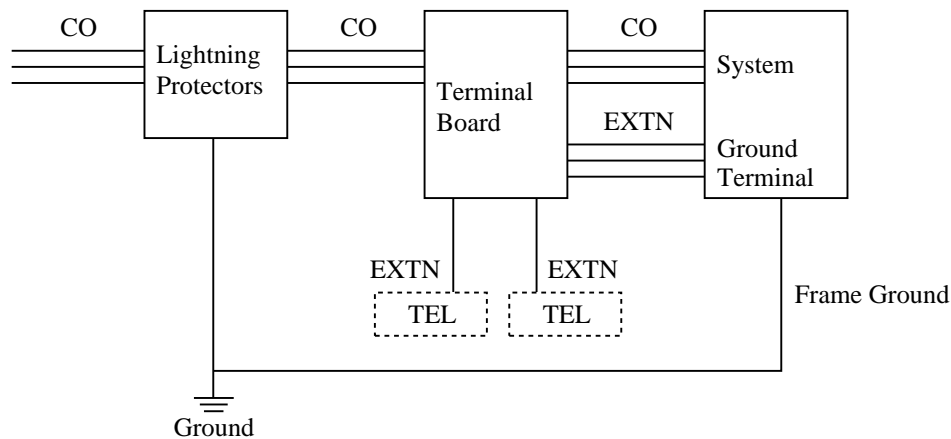 CO
CO
CO
Lightning
Protectors
Terminal
Board
System
EXTN
Ground
Terminal
EXTN
EXTN
TEL
TEL
Frame Ground
Ground